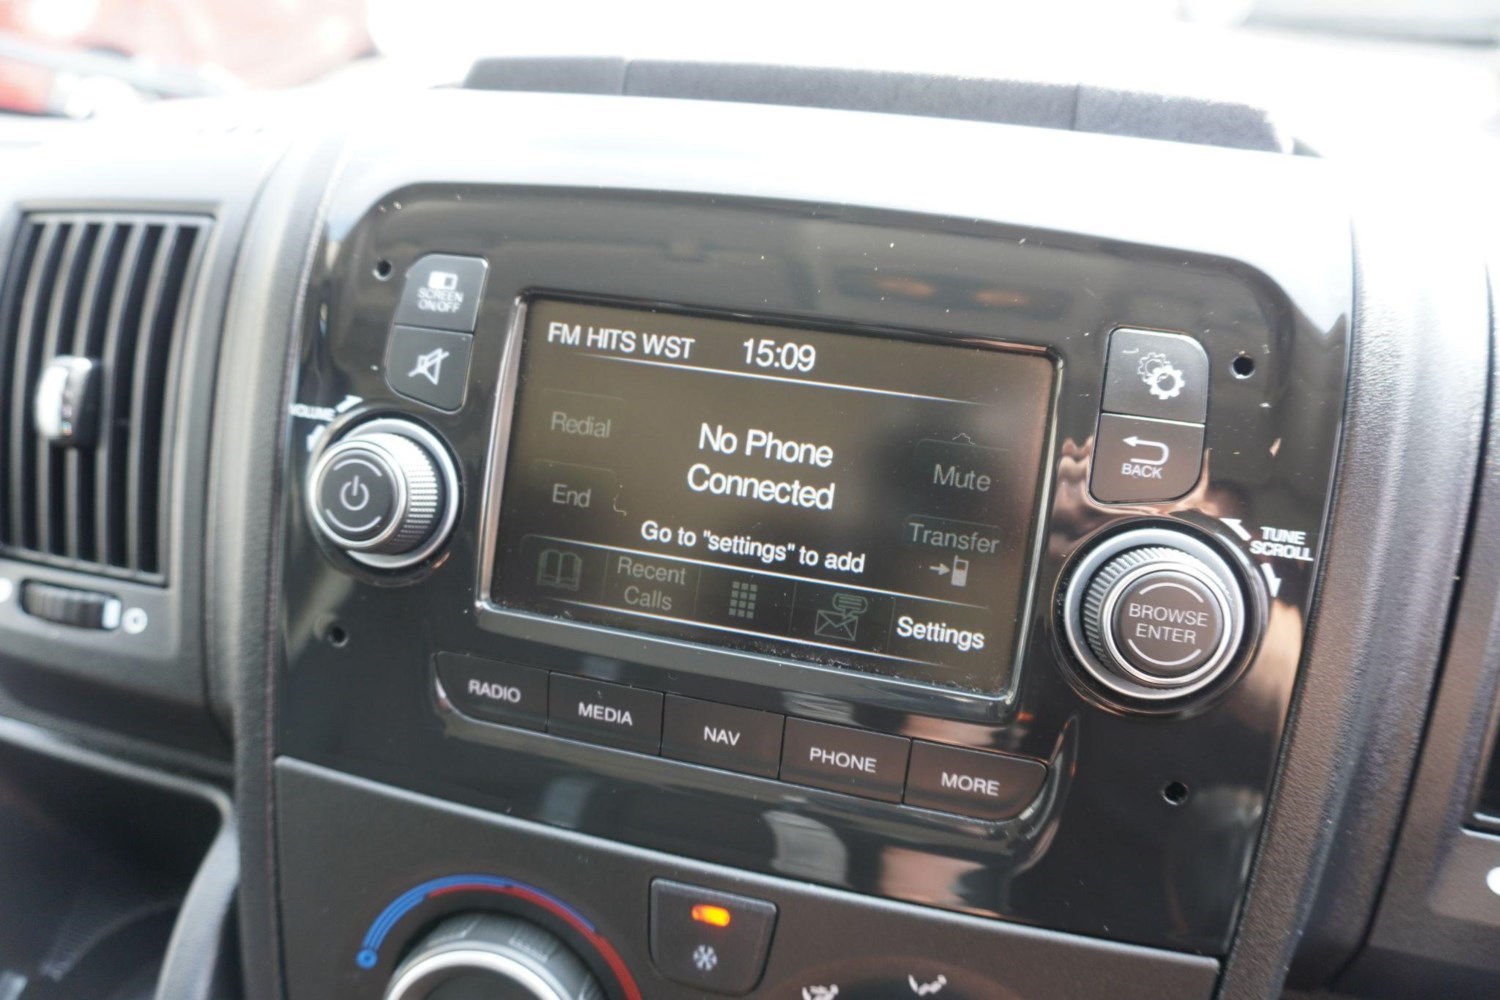 SCREEN
ON/OFF
FM HITS WST 15:09
VOLUME
Redial
No Phone
Connected
Mute
BACK
End
Go to "settings" to add
Transfer
TUNE
SCROLL
Recent
Calls
Settings
BROWSE
ENTER
RADIO
MEDIA
NAV
PHONE
MORE